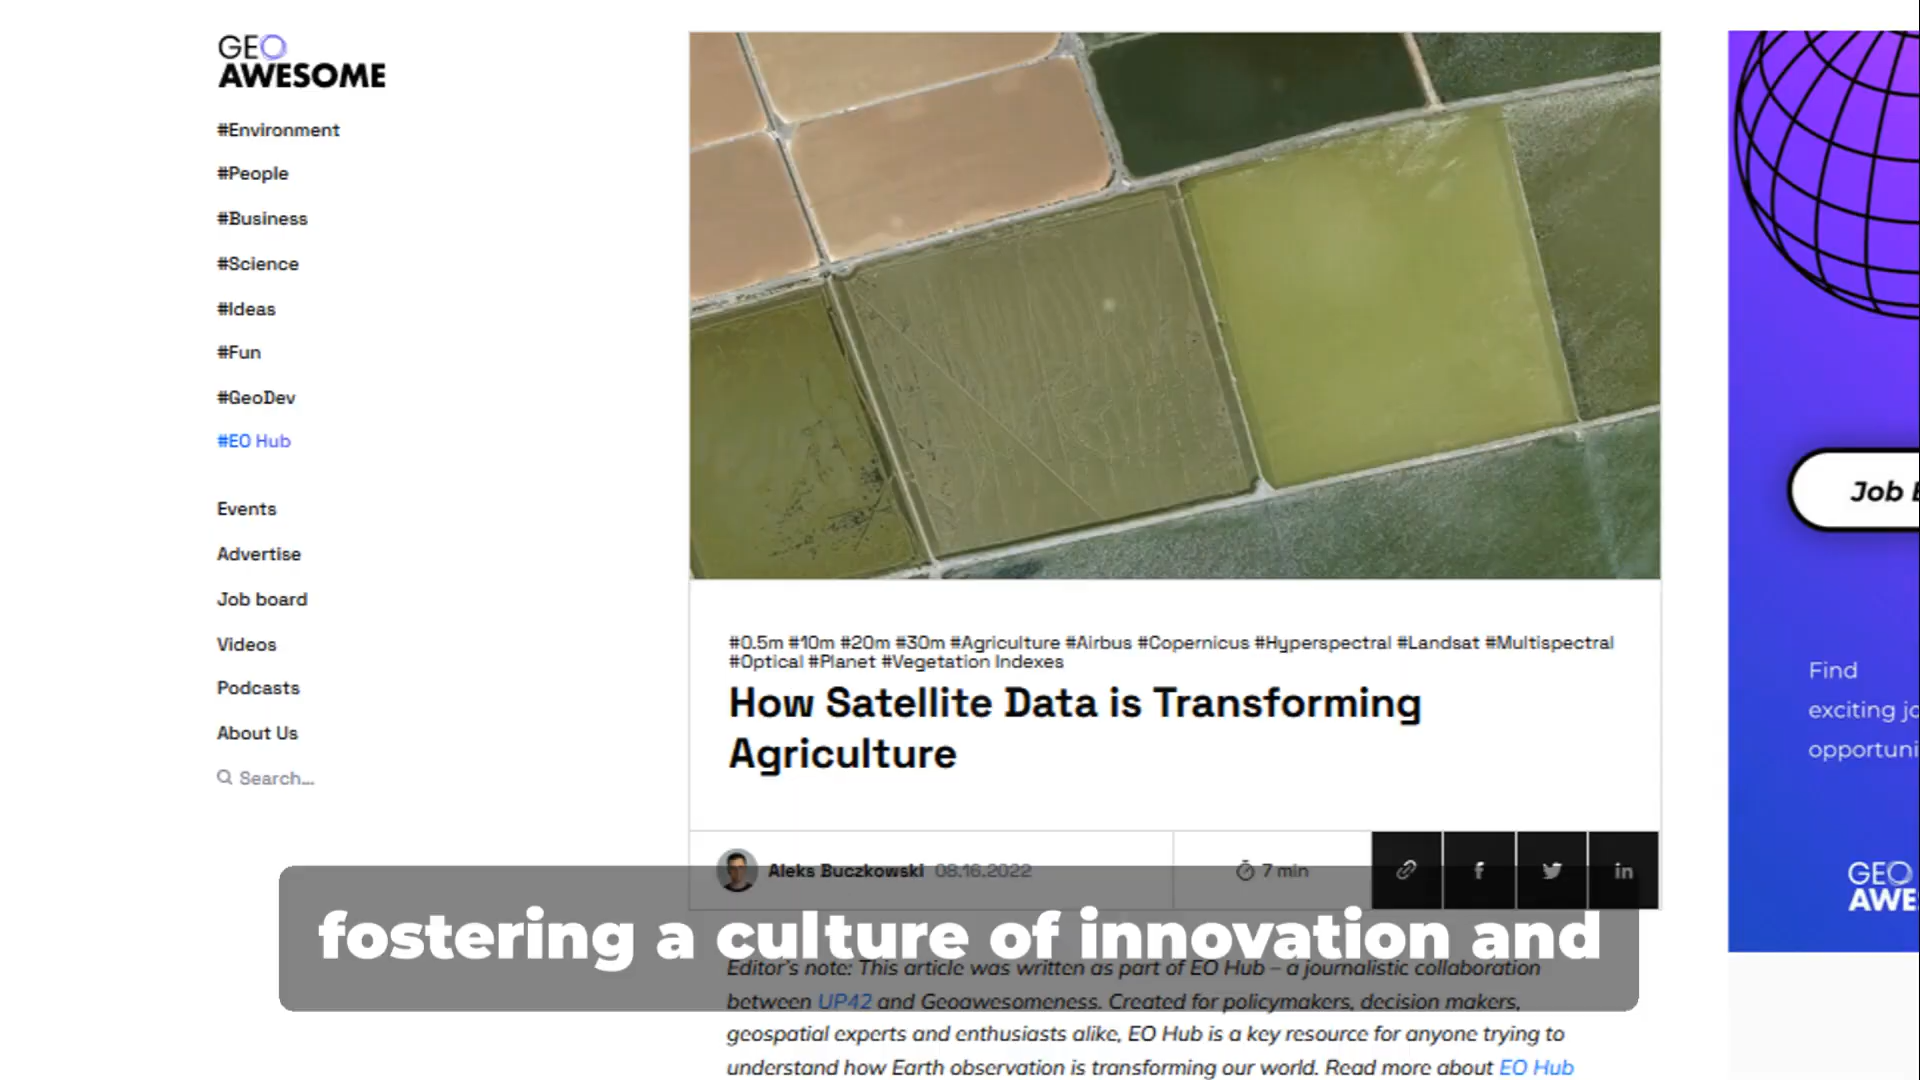 GEO
AWESOME
#Environment
#People
#Business
#Science
#Ideas
#Fun
#GeoDev
#EO Hub
Events
Advertise
Job board
Videos
Podcasts
About Us
Search...
#0.5m #10m #20m #30m #Agriculture #Airbus #Copernicus #Hyperspectral #Landsat #Multispectral
#Optical #Planet #Vegetation Indexes
How Satellite Data is Transforming
Agriculture
Aleks Buczkowski 08.16.2022
7 min
f
in
fostering a culture of innovation and
Editor's note: This article was written as part of EO Hub – a journalistic collaboration
between UP42 and Geoawesomeness. Created for policymakers, decision makers,
geospatial experts and enthusiasts alike, EO Hub is a key resource for anyone trying to
understand how Earth observation is transforming our world. Read more about EO Hub
Job
Find
exciting
GEO